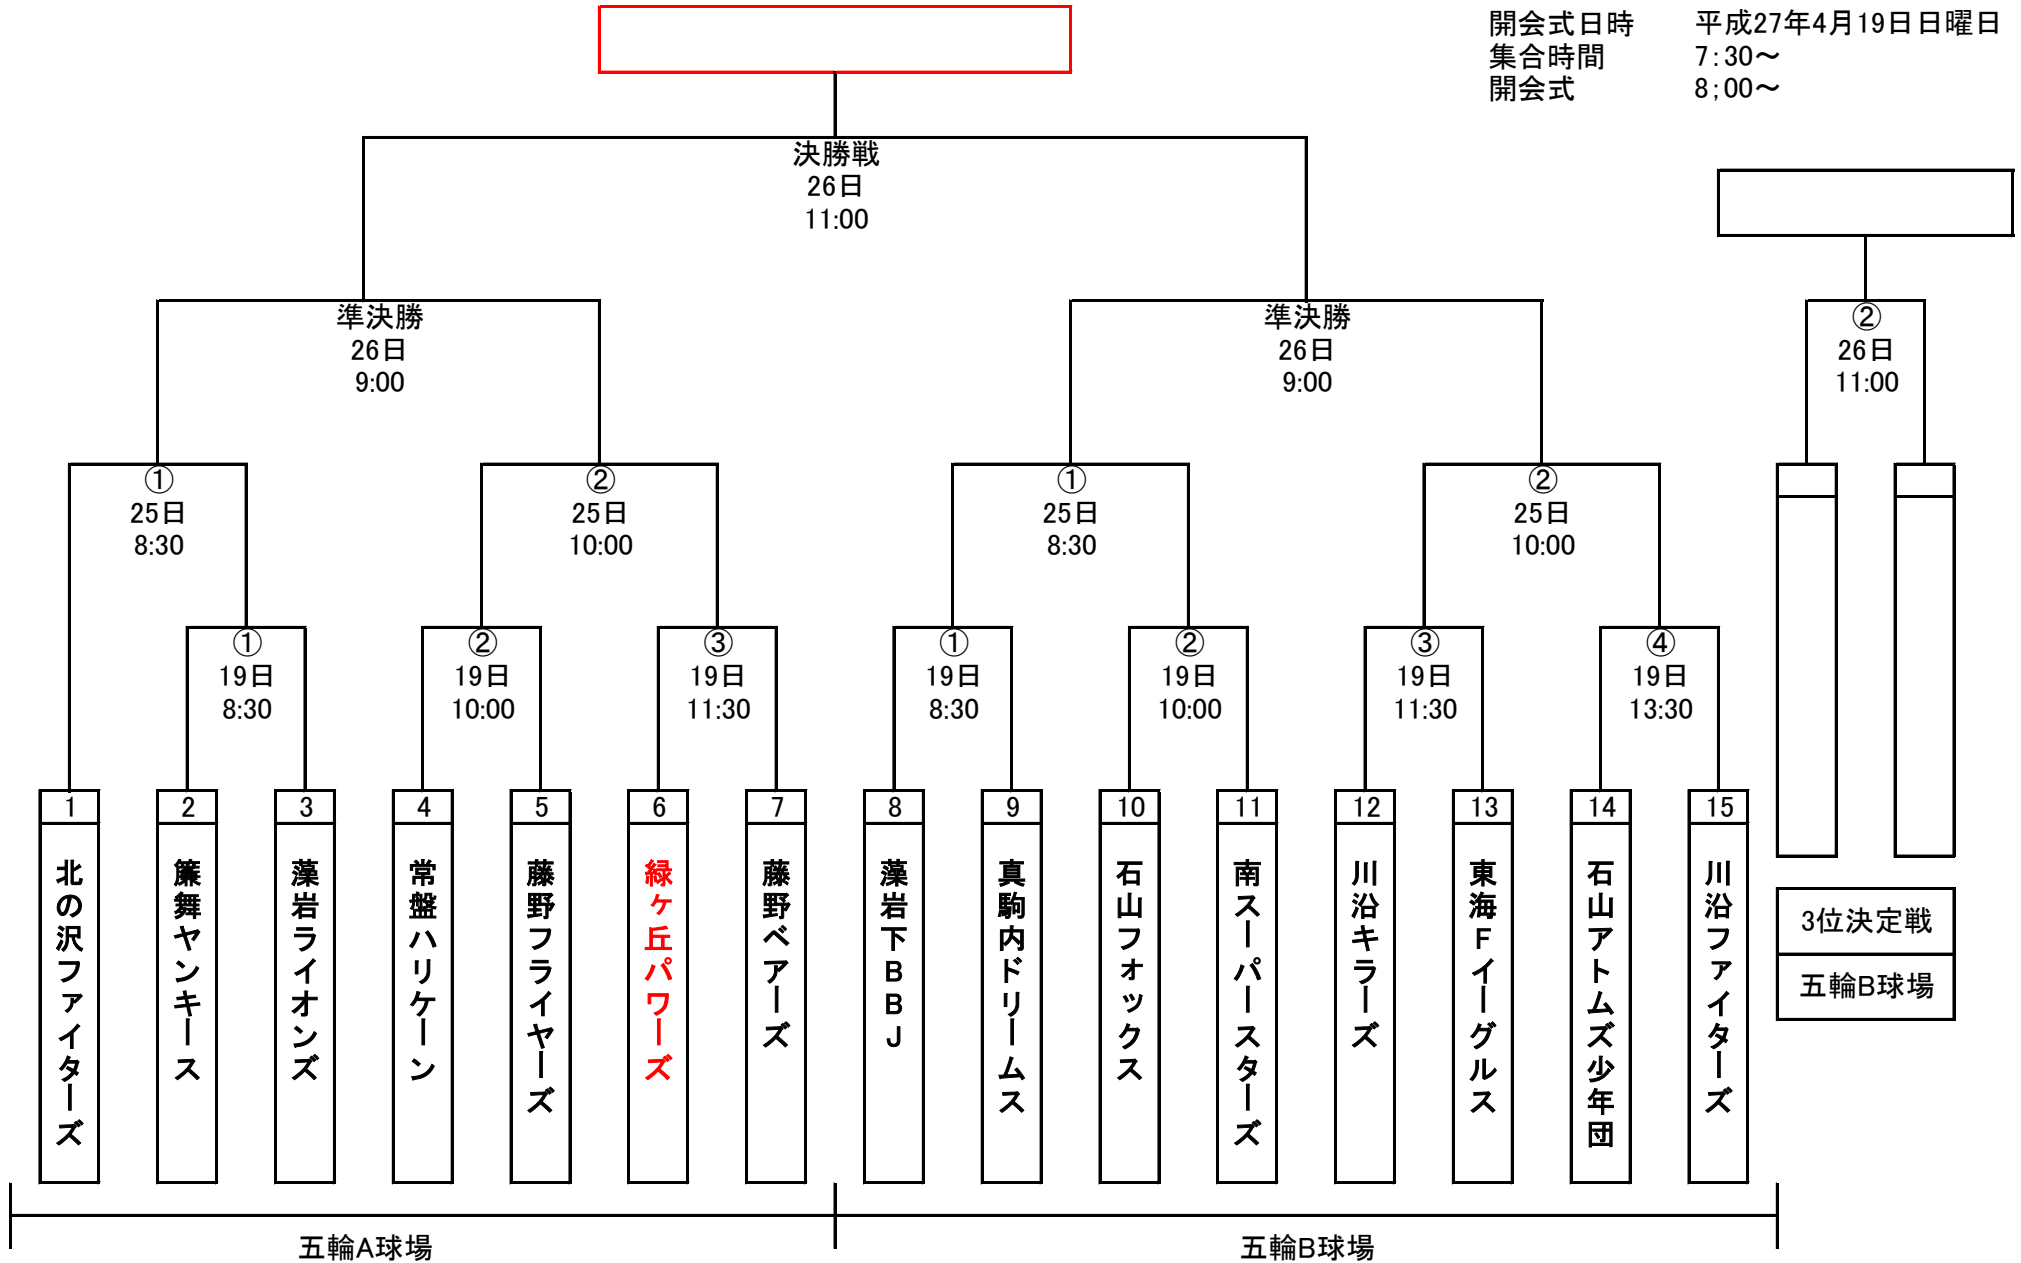 開会式日時 平成27年4月19日日曜日
集合時間 7:30～
開会式 8;00～
決勝戦
26日
11:00
準決勝
26日
9:00
準決勝
26日
9:00
②
26日
11:00
①
25日
8:30
②
25日
10:00
①
25日
8:30
②
25日
10:00
①
19日
8:30
②
19日
10:00
③
19日
11:30
①
19日
8:30
②
19日
10:00
③
19日
11:30
④
19日
13:30
1
北の沢ファイターズ
2
簾舞ヤンキース
3
藻岩ライオンズ
4
常盤ハリケーン
5
藤野フライヤーズ
6
緑ヶ丘パワーズ
7
藤野ベアーズ
8
藻岩下BBJ
9
真駒内ドリームス
10
石山フォックス
11
南スーパースターズ
12
川沿キラーズ
13
東海Fイーグルス
14
石山アトムズ少年団
15
川沿ファイターズ
3位決定戦
五輪B球場
五輪A球場
五輪B球場